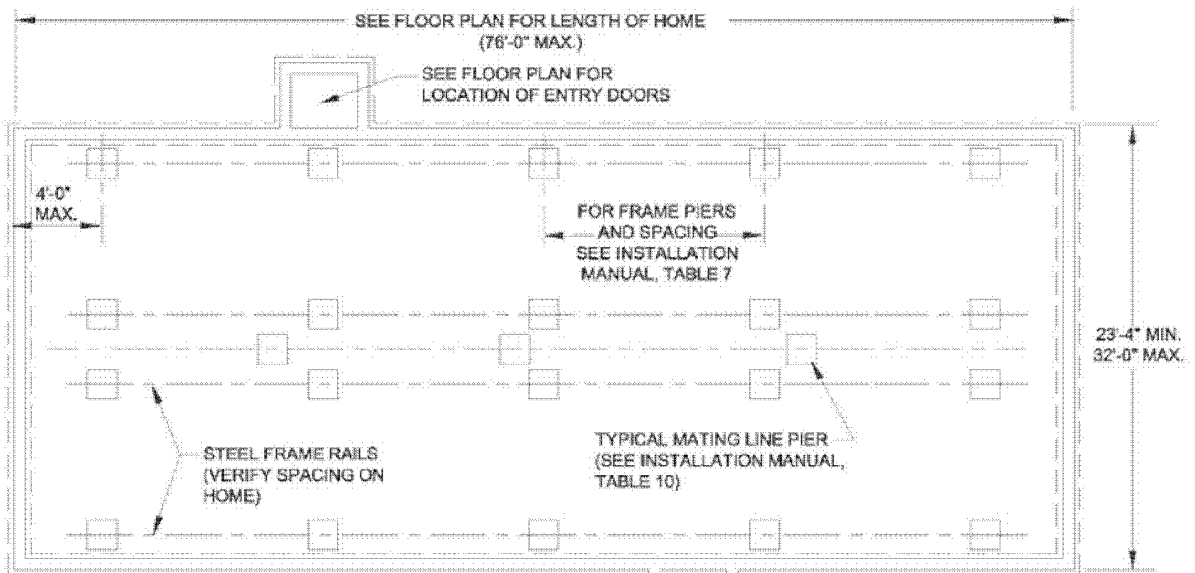 SEE FLOOR PLAN FOR LENGTH OF HOME
(76'-0" MAX.)
SEE FLOOR PLAN FOR
LOCATION OF ENTRY DOORS
4'-0"
MAX.
FOR FRAME PIERS
AND SPACING
SEE INSTALLATION
MANUAL, TABLE 7
23'-4" MIN.
32'-0" MAX.
STEEL FRAME RAILS
(VERIFY SPACING ON
HOME)
TYPICAL MATING LINE PIER
(SEE INSTALLATION MANUAL,
TABLE 10)